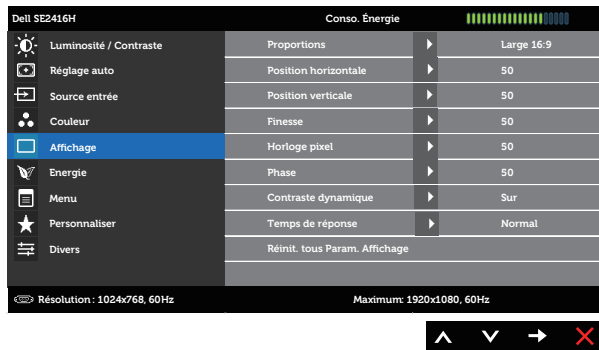 Dell SE2416H Conso. Énergie
Luminosité / Contraste Proportions Large 16:9
Réglage auto Position horizontale 50
Source entrée Position verticale 50
Couleur Finesse 50
Affichage Horloge pixel 50
Energie Phase 50
Menu Contraste dynamique Sur
Personnaliser Temps de réponse Normal
Divers Réinit. tous Param. Affichage
Résolution : 1024x768, 60Hz Maximum: 1920x1080, 60Hz